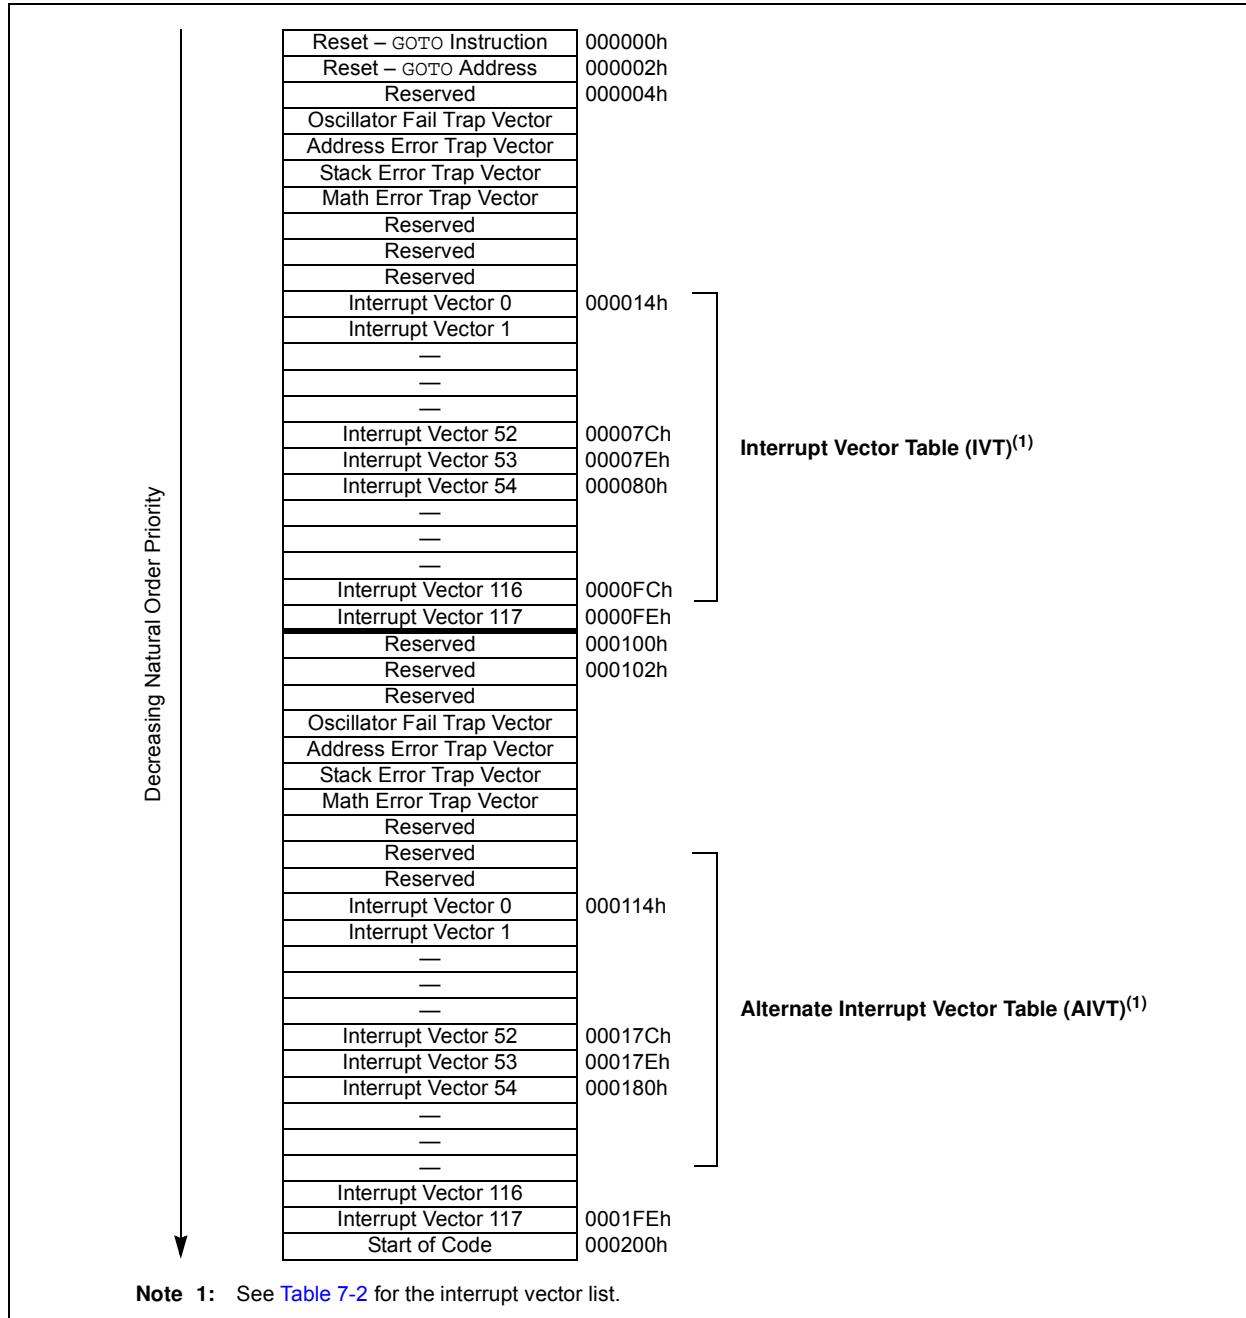 Reset – GOTO Instruction 000000h
Reset – GOTO Address 000002h
Reserved 000004h
Oscillator Fail Trap Vector
Address Error Trap Vector
Stack Error Trap Vector
Math Error Trap Vector
Reserved
Reserved
Reserved
Interrupt Vector 0 000014h
Interrupt Vector 1
—
—
—
Interrupt Vector 52 00007Ch
Interrupt Vector 53 00007Eh
Interrupt Vector 54 000080h
—
—
—
Interrupt Vector 116 0000FCh
Interrupt Vector 117 0000FEh
Reserved 000100h
Reserved 000102h
Reserved
Oscillator Fail Trap Vector
Address Error Trap Vector
Stack Error Trap Vector
Math Error Trap Vector
Reserved
Reserved
Reserved
Interrupt Vector 0 000114h
Interrupt Vector 1
—
—
—
Interrupt Vector 52 00017Ch
Interrupt Vector 53 00017Eh
Interrupt Vector 54 000180h
—
—
—
Interrupt Vector 116
Interrupt Vector 117 0001FEh
Start of Code 000200h
Decreasing Natural Order Priority
Interrupt Vector Table (IVT)(1)
Alternate Interrupt Vector Table (AIVT)(1)
Note 1: See Table 7-2 for the interrupt vector list.